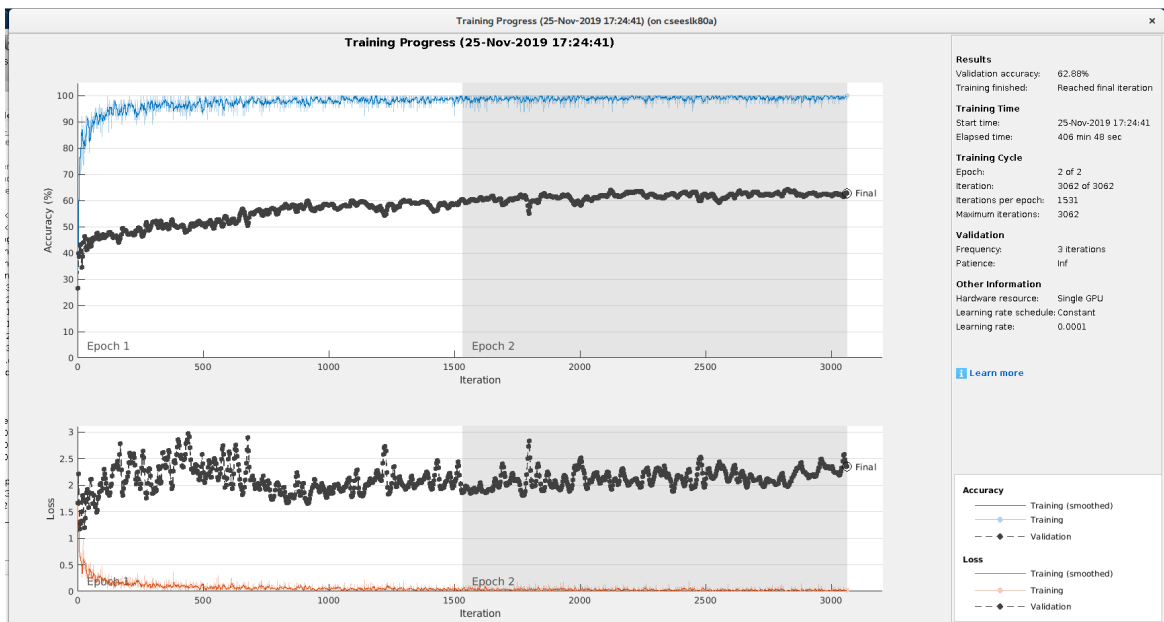 Training Progress (25-Nov-2019 17:24:41) (on cseeslk80a)
×
Training Progress (25-Nov-2019 17:24:41)
Accuracy (%)
100
90
80
70
60
50
40
30
20
10
0
Final
Epoch 1
Epoch 2
0
500
1000
1500
2000
2500
3000
Iteration
Loss
3
2.5
2
1.5
1
0.5
0
Final
Epoch 1
Epoch 2
0
500
1000
1500
2000
2500
3000
Iteration
Results
Validation accuracy: 62.88%
Training finished: Reached final iteration
Training Time
Start time: 25-Nov-2019 17:24:41
Elapsed time: 406 min 48 sec
Training Cycle
Epoch: 2 of 2
Iteration: 3062 of 3062
Iterations per epoch: 1531
Maximum iterations: 3062
Validation
Frequency: 3 iterations
Patience: Inf
Other Information
Hardware resource: Single GPU
Learning rate schedule: Constant
Learning rate: 0.0001
i Learn more
Accuracy
Training (smoothed)
Training
Validation
Loss
Training (smoothed)
Training
Validation